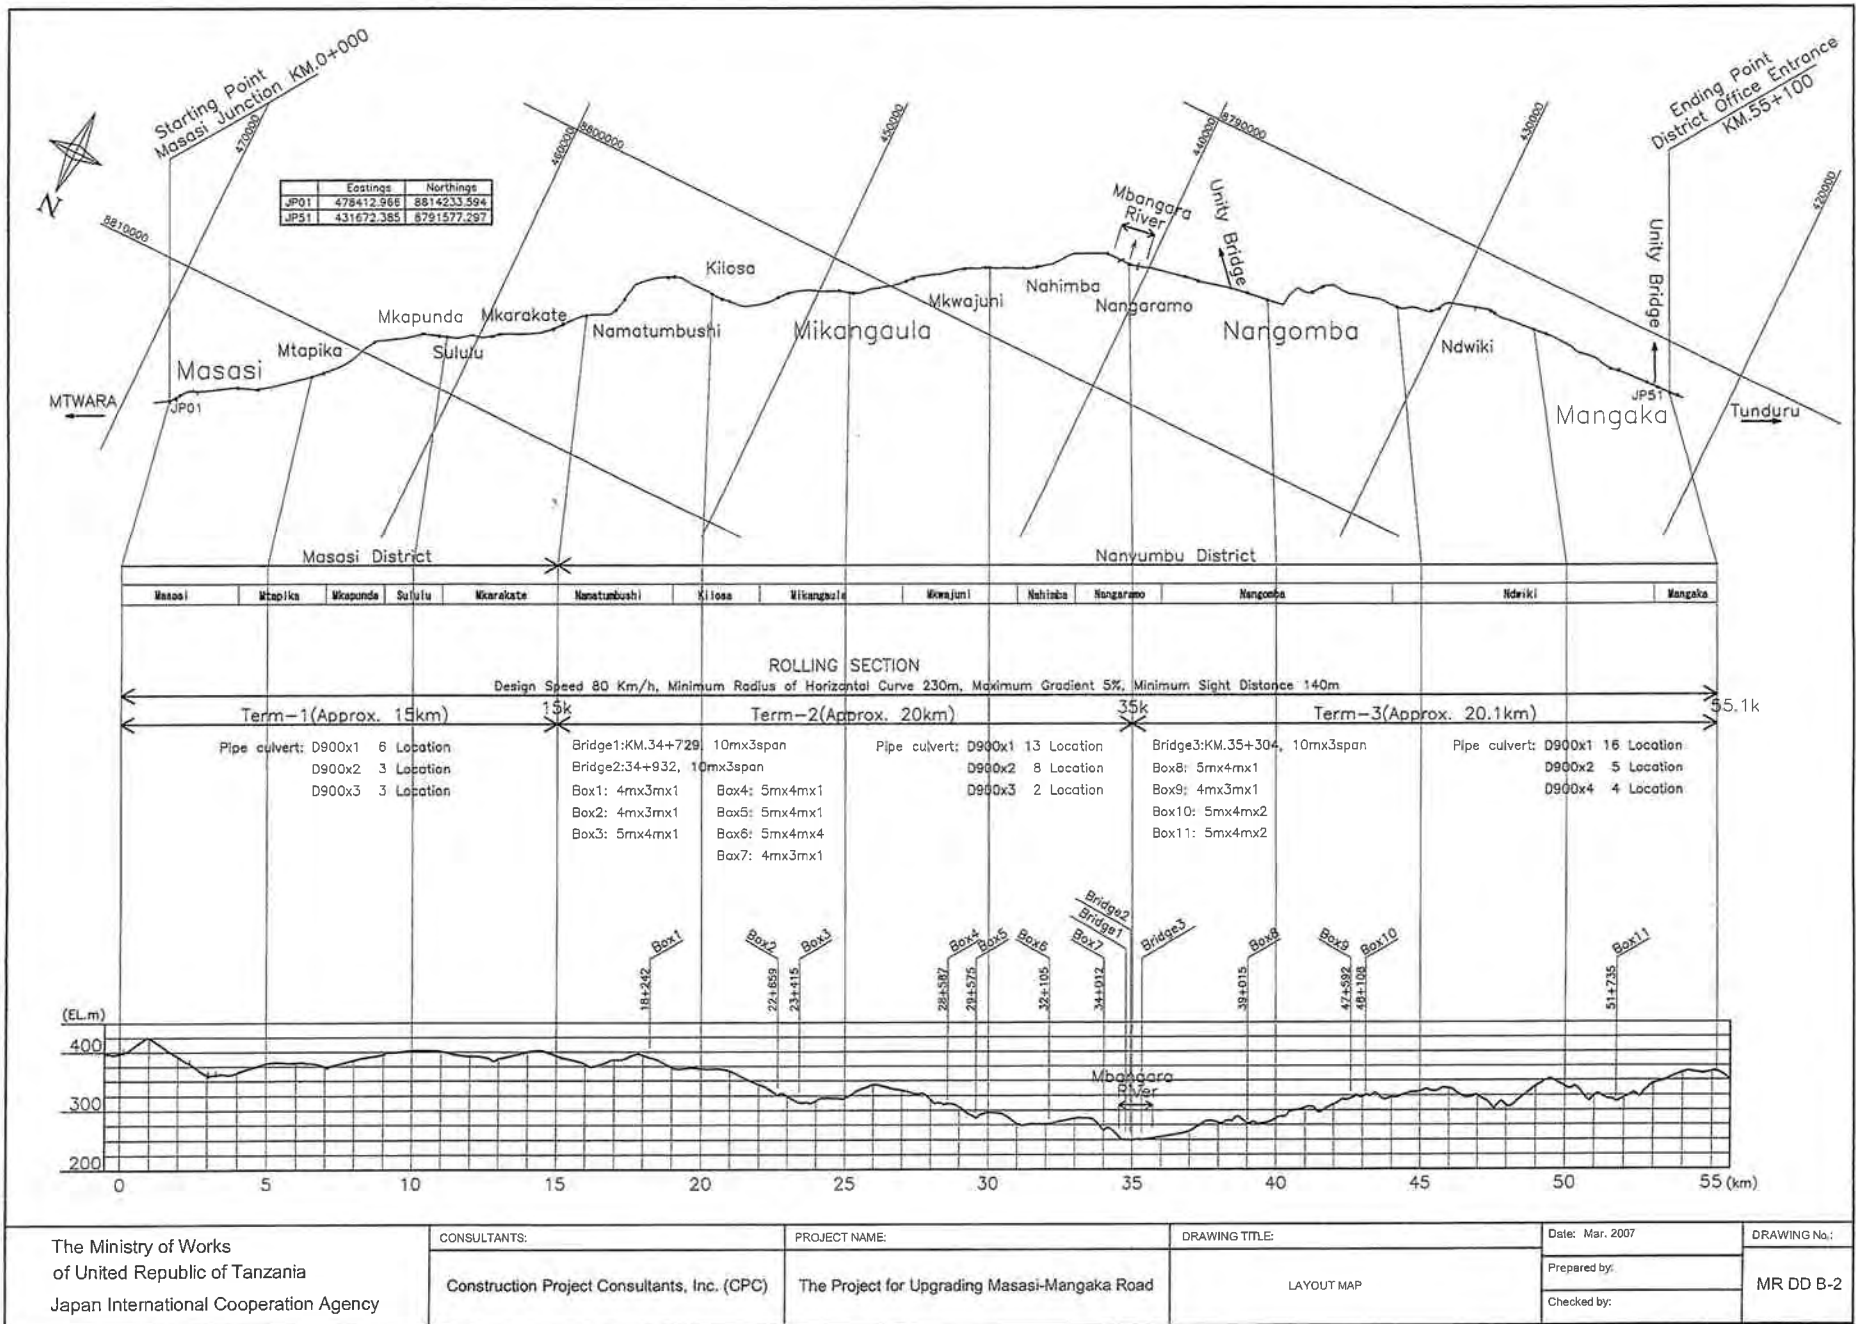 Starting Point
Masasi Junction KM.0+000
Ending Point
District Office Entrance
KM.55+100
N
470000
460000
8800000
450000
440000
8790000
430000
420000
8810000
Eastings Northings
JP01 478412.966 8814233.594
JP51 431672.385 8791577.297
Mbangara
River
Unity Bridge
Unity Bridge
Kilosa
Nahimba
Mkwajuni
Nangaramo
Mkapunda
Mkarakate
Namatumbushi
Mikangaula
Nangomba
Mtapika
Sululu
Ndwiki
Masasi
MTWARA
JP01
JP51
Mangaka
Tunduru
Masasi District
Nanyumbu District
Masasi Mtapika Mkapunda Sululu Mkarakate Namatumbushi Kilosa Mikangaula Mkwajuni Nahimba Nangaramo Nangomba Ndwiki Mangaka
ROLLING SECTION
Design Speed 80 Km/h, Minimum Radius of Horizontal Curve 230m, Maximum Gradient 5%, Minimum Sight Distance 140m
15k 35k 55.1k
Term-1(Approx. 15km) Term-2(Approx. 20km) Term-3(Approx. 20.1km)
Pipe culvert: D900x1 6 Location
D900x2 3 Location
D900x3 3 Location
Bridge1:KM.34+729, 10mx3span
Bridge2:34+932, 10mx3span
Box1: 4mx3mx1 Box4: 5mx4mx1
Box2: 4mx3mx1 Box5: 5mx4mx1
Box3: 5mx4mx1 Box6: 5mx4mx4
Box7: 4mx3mx1
Pipe culvert: D900x1 13 Location
D900x2 8 Location
D900x3 2 Location
Bridge3:KM.35+304, 10mx3span
Box8: 5mx4mx1
Box9: 4mx3mx1
Box10: 5mx4mx2
Box11: 5mx4mx2
Pipe culvert: D900x1 16 Location
D900x2 5 Location
D900x4 4 Location
Bridge2
Bridge1
Box1 Box2 Box3 Box4 Box5 Box6 Box7 Bridge3 Box8 Box9 Box10 Box11
18+242 22+659 23+415 28+587 29+575 32+105 34+012 39+015 47+592 48+108 51+735
(EL.m)
400
300
200
Mbangara
River
0 5 10 15 20 25 30 35 40 45 50 55 (km)
The Ministry of Works
of United Republic of Tanzania
Japan International Cooperation Agency
CONSULTANTS:
Construction Project Consultants, Inc. (CPC)
PROJECT NAME:
The Project for Upgrading Masasi-Mangaka Road
DRAWING TITLE:
LAYOUT MAP
Date: Mar. 2007
Prepared by:
Checked by:
DRAWING No.:
MR DD B-2